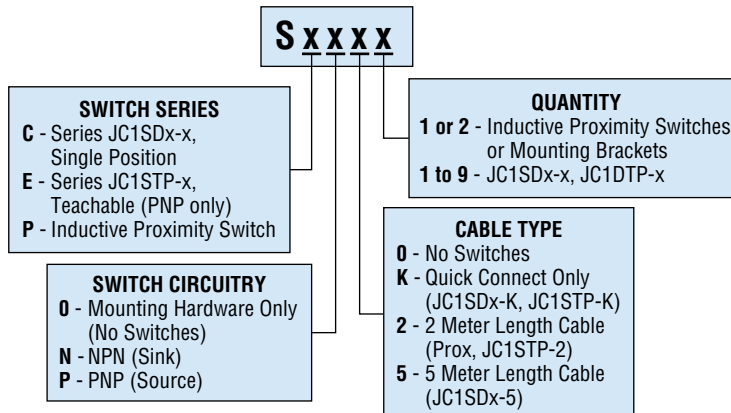 S x x x x
SWITCH SERIES
C - Series JC1SDx-x,
Single Position
E - Series JC1STP-x,
Teachable (PNP only)
P - Inductive Proximity Switch
SWITCH CIRCUITRY
0 - Mounting Hardware Only
(No Switches)
N - NPN (Sink)
P - PNP (Source)
QUANTITY
1 or 2 - Inductive Proximity Switches
or Mounting Brackets
1 to 9 - JC1SDx-x, JC1DTP-x
CABLE TYPE
0 - No Switches
K - Quick Connect Only
(JC1SDx-K, JC1STP-K)
2 - 2 Meter Length Cable
(Prox, JC1STP-2)
5 - 5 Meter Length Cable
(JC1SDx-5)